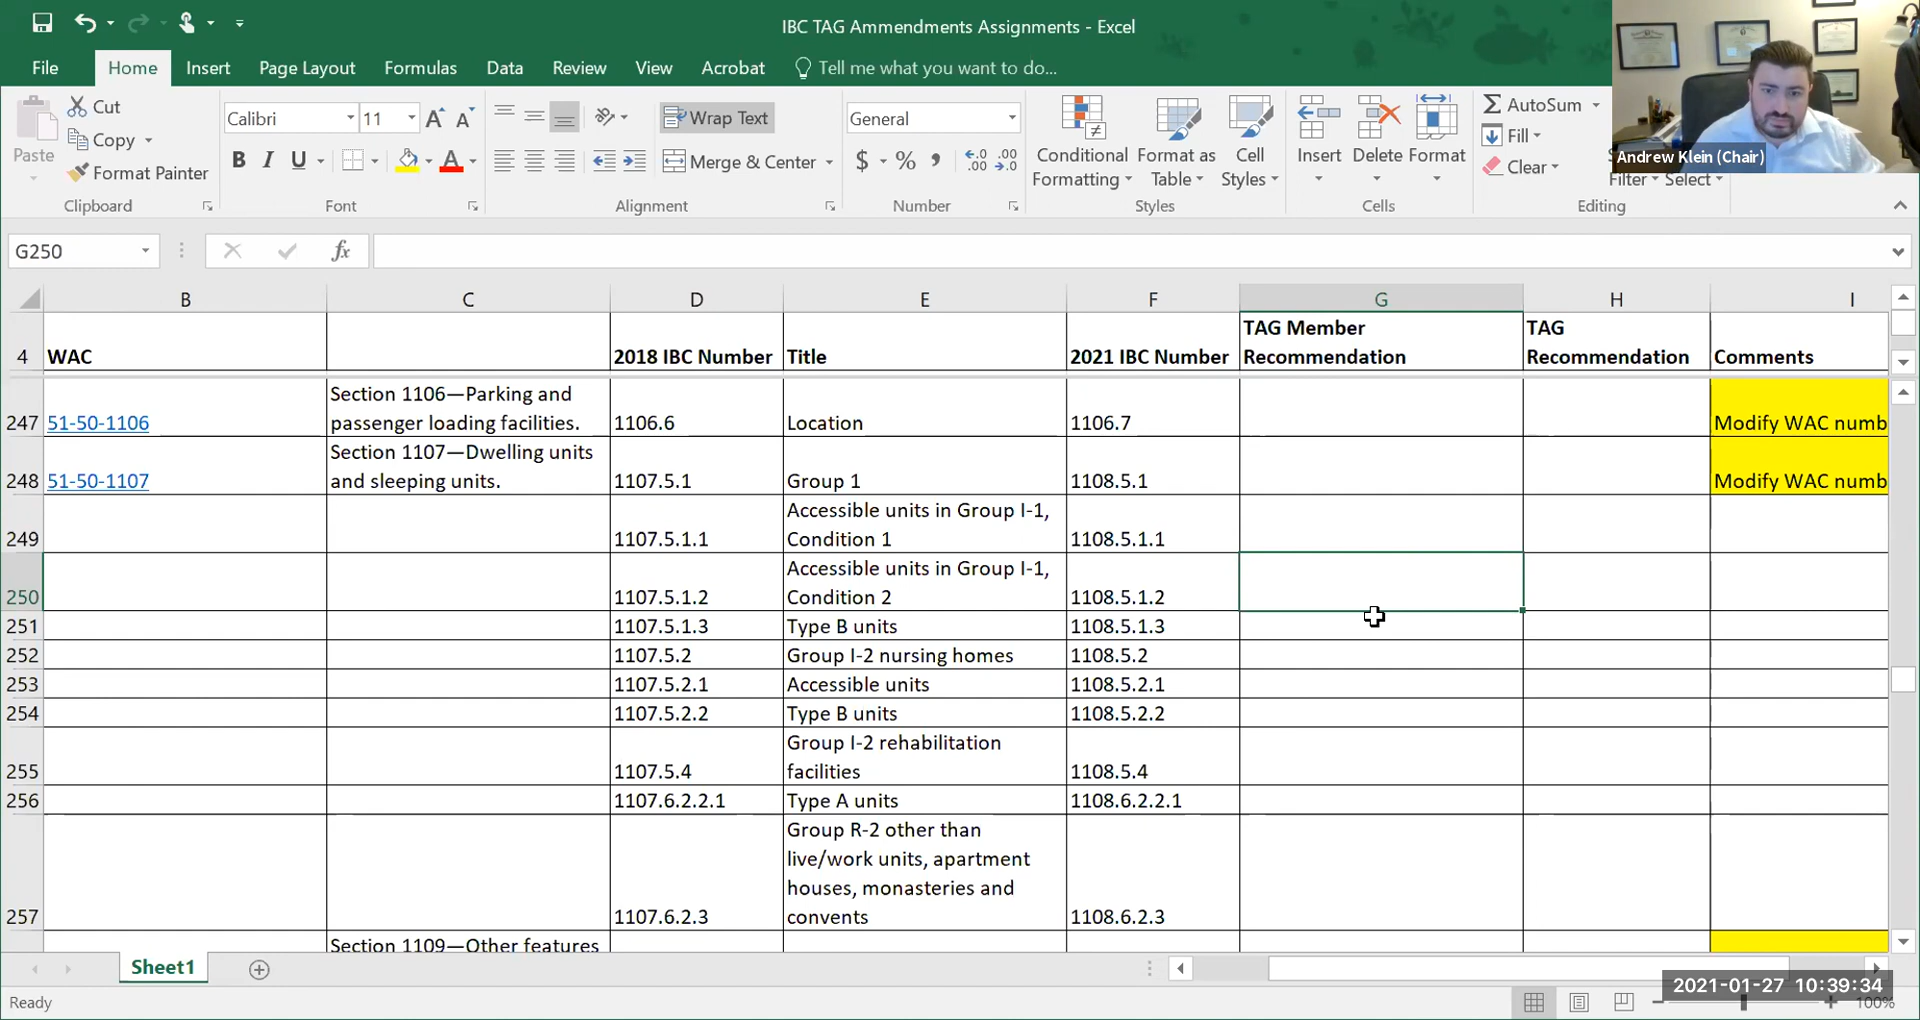 IBC TAG Ammendments Assignments - Excel
File Home Insert Page Layout Formulas Data Review View Acrobat Tell me what you want to do...
Andrew Klein (Chair)
Paste
Cut
Copy
Format Painter
Clipboard
Calibri 11
B I U
Font
Wrap Text
Merge & Center
Alignment
General
$ % ,
Number
Conditional Formatting
Format as Table
Cell Styles
Styles
Insert Delete Format
Cells
AutoSum
Fill
Clear
Filter Select
Editing
G250
fx
B C D E F G H I
4 WAC 2018 IBC Number Title 2021 IBC Number TAG Member Recommendation TAG Recommendation Comments
247 51-50-1106 Section 1106—Parking and passenger loading facilities. 1106.6 Location 1106.7 Modify WAC numb
248 51-50-1107 Section 1107—Dwelling units and sleeping units. 1107.5.1 Group 1 1108.5.1 Modify WAC numb
249 1107.5.1.1 Accessible units in Group I-1, Condition 1 1108.5.1.1
250 1107.5.1.2 Accessible units in Group I-1, Condition 2 1108.5.1.2
251 1107.5.1.3 Type B units 1108.5.1.3
252 1107.5.2 Group I-2 nursing homes 1108.5.2
253 1107.5.2.1 Accessible units 1108.5.2.1
254 1107.5.2.2 Type B units 1108.5.2.2
255 1107.5.4 Group I-2 rehabilitation facilities 1108.5.4
256 1107.6.2.2.1 Type A units 1108.6.2.2.1
257 1107.6.2.3 Group R-2 other than live/work units, apartment houses, monasteries and convents 1108.6.2.3
Section 1109—Other features
Sheet1
Ready
2021-01-27 10:39:34
100%